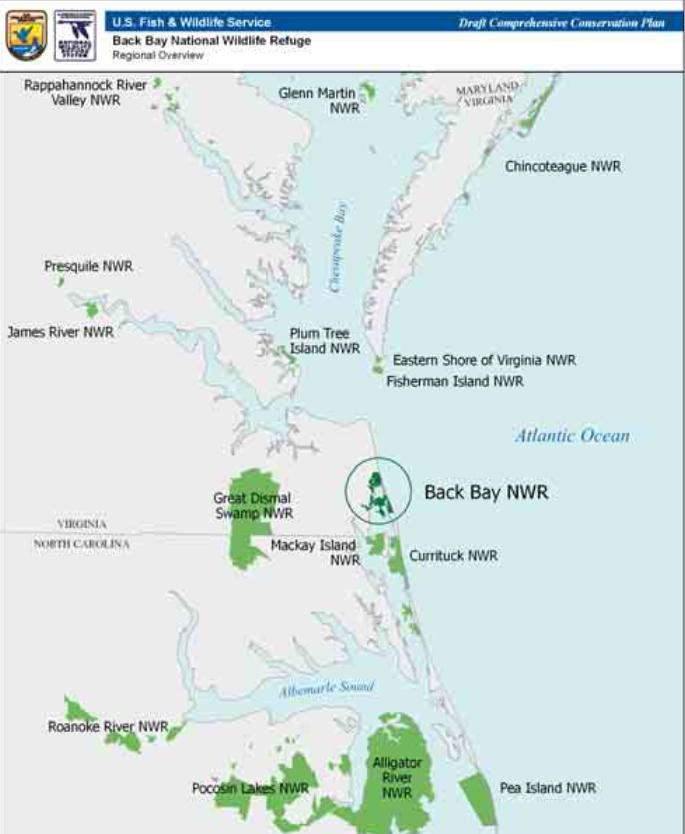 U.S. Fish & Wildlife Service
Draft Comprehensive Conservation Plan
Back Bay National Wildlife Refuge
Regional Overview
Rappahannock River
Valley NWR
Glenn Martin
NWR
MARYLAND
VIRGINIA
Chincoteague NWR
Chesapeake Bay
Presquile NWR
James River NWR
Plum Tree
Island NWR
Eastern Shore of Virginia NWR
Fisherman Island NWR
Atlantic Ocean
Great Dismal
Swamp NWR
Back Bay NWR
VIRGINIA
NORTH CAROLINA
Mackay Island
NWR
Currituck NWR
Albemarle Sound
Roanoke River NWR
Pocosin Lakes NWR
Alligator
River
NWR
Pea Island NWR